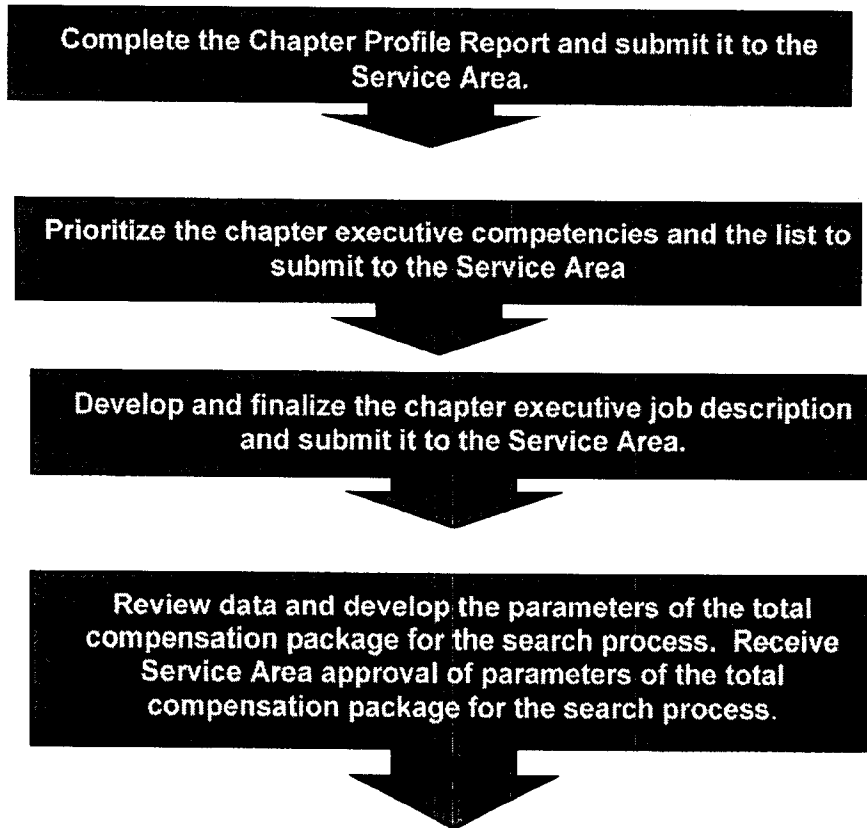 Complete the Chapter Profile Report and submit it to the
Service Area.
Prioritize the chapter executive competencies and the list to
submit to the Service Area
Develop and finalize the chapter executive job description
and submit it to the Service Area.
Review data and develop the parameters of the total
compensation package for the search process. Receive
Service Area approval of parameters of the total
compensation package for the search process.